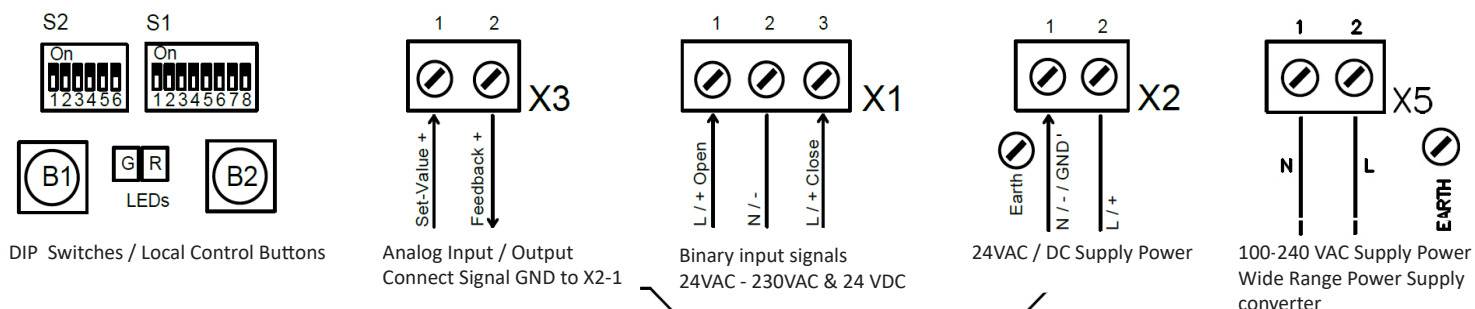 S2 S1
On On
123456 12345678
B1 G R B2
LEDs
DIP Switches / Local Control Buttons
1 2
X3
Set-Value +
Feedback +
Analog Input / Output
Connect Signal GND to X2-1
1 2 3
X1
L / + Open
N / -
L / + Close
Binary input signals
24VAC - 230VAC & 24 VDC
1 2
X2
Earth
N / - / GND'
L / +
24VAC / DC Supply Power
1 2
X5
N L
EARTH
100-240 VAC Supply Power
Wide Range Power Supply
converter